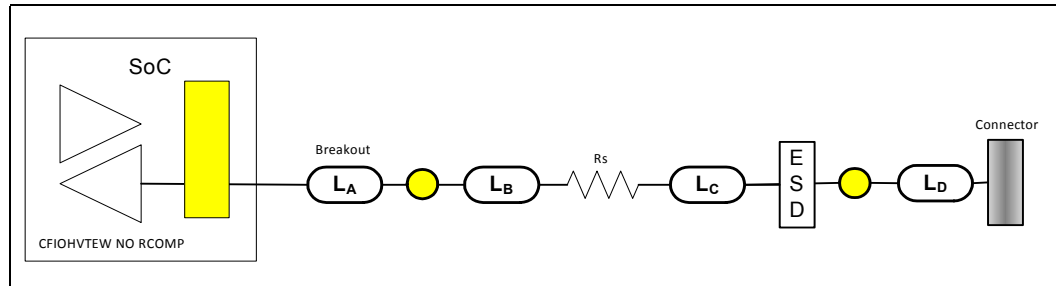 SoC
CFIOHVTEW NO RCOMP
Breakout
LA
LB
Rs
LC
E
S
D
LD
Connector